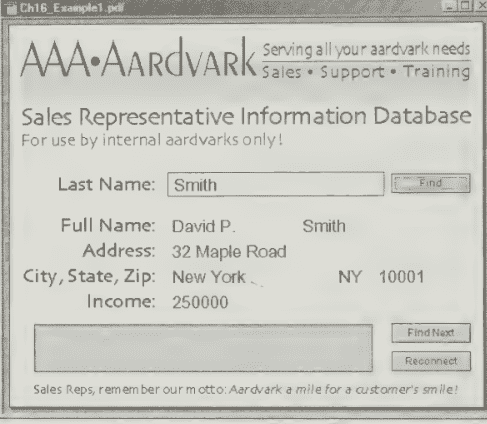 Ch16_Example1.pdf
AAA•AARDVARK Serving all your aardvark needs
Sales • Support • Training
Sales Representative Information Database
For use by internal aardvarks only!
Last Name: Smith Find
Full Name: David P. Smith
Address: 32 Maple Road
City, State, Zip: New York NY 10001
Income: 250000
Find Next
Reconnect
Sales Reps, remember our motto: Aardvark a mile for a customer's smile!